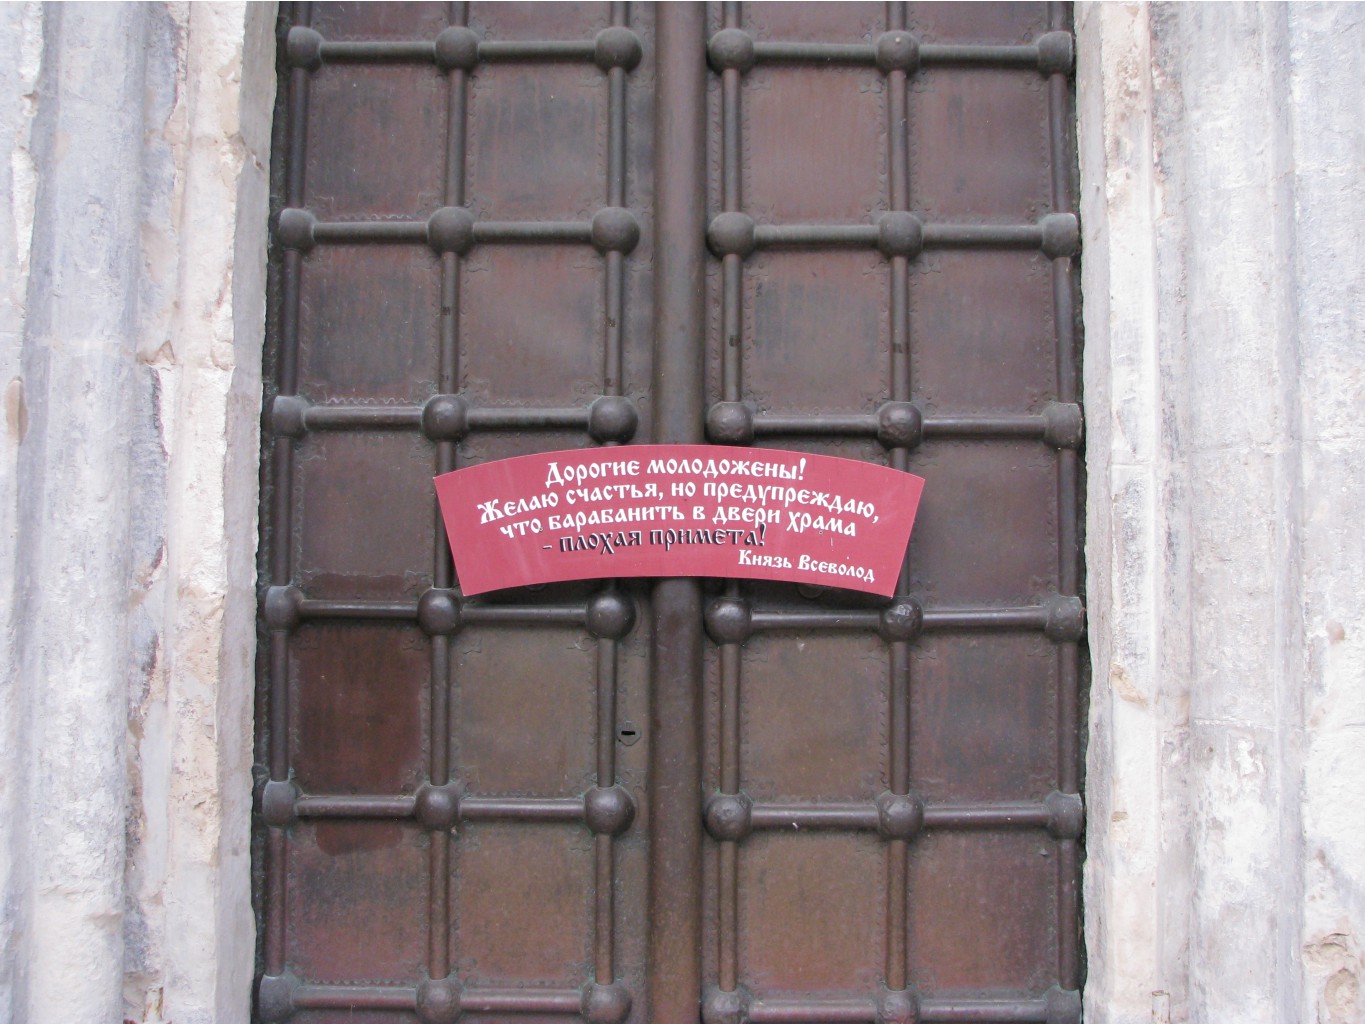 Дорогие молодожены!
Желаю счастья, но предупреждаю,
что барабанить в двери храма
- плохая примета!
Князь Всеволод